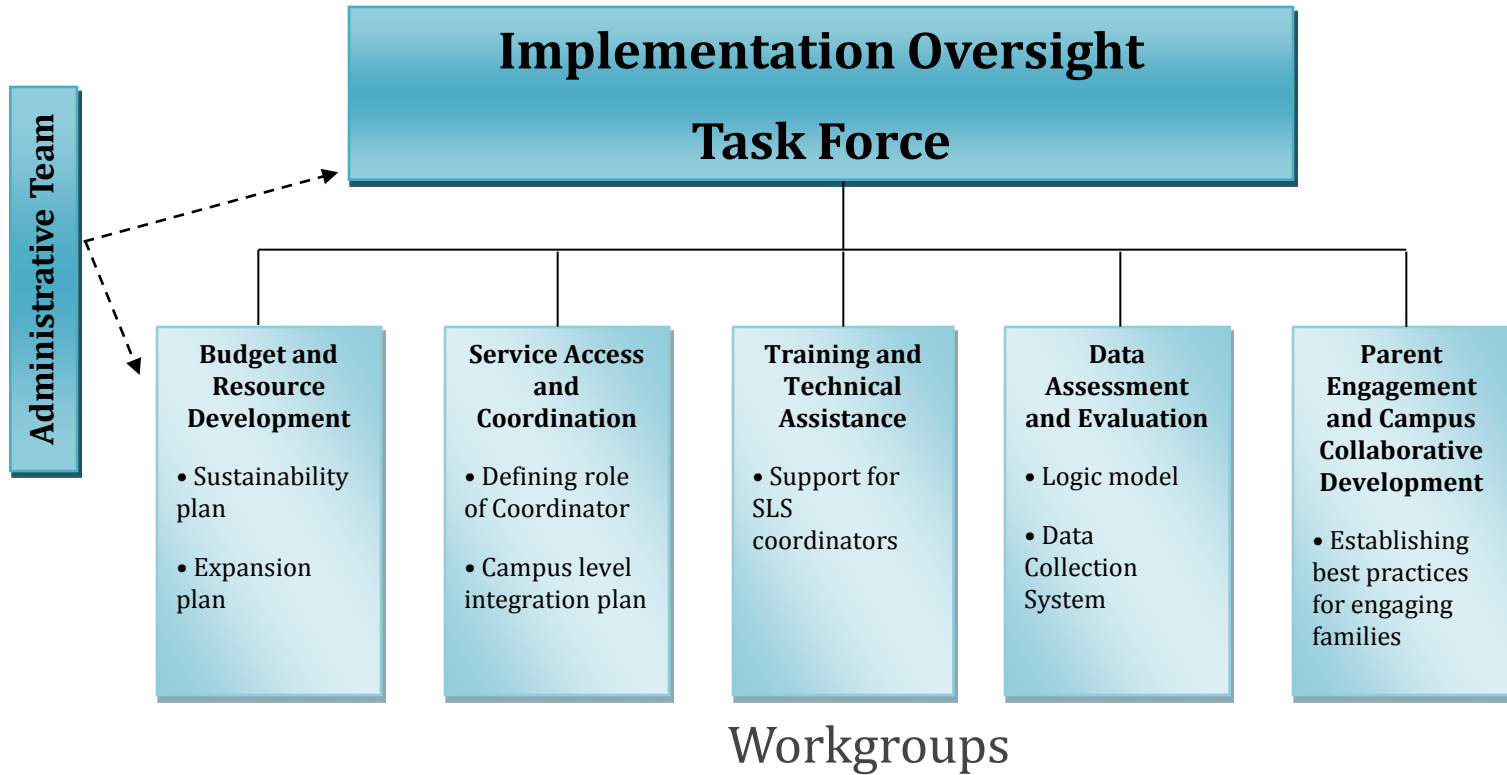 Implementation Oversight
Task Force
Administrative Team
Budget and
Resource
Development
• Sustainability
plan
• Expansion
plan
Service Access
and
Coordination
• Defining role
of Coordinator
• Campus level
integration plan
Training and
Technical
Assistance
• Support for
SLS
coordinators
Data
Assessment
and Evaluation
• Logic model
• Data
Collection
System
Parent
Engagement
and Campus
Collaborative
Development
• Establishing
best practices
for engaging
families
Workgroups